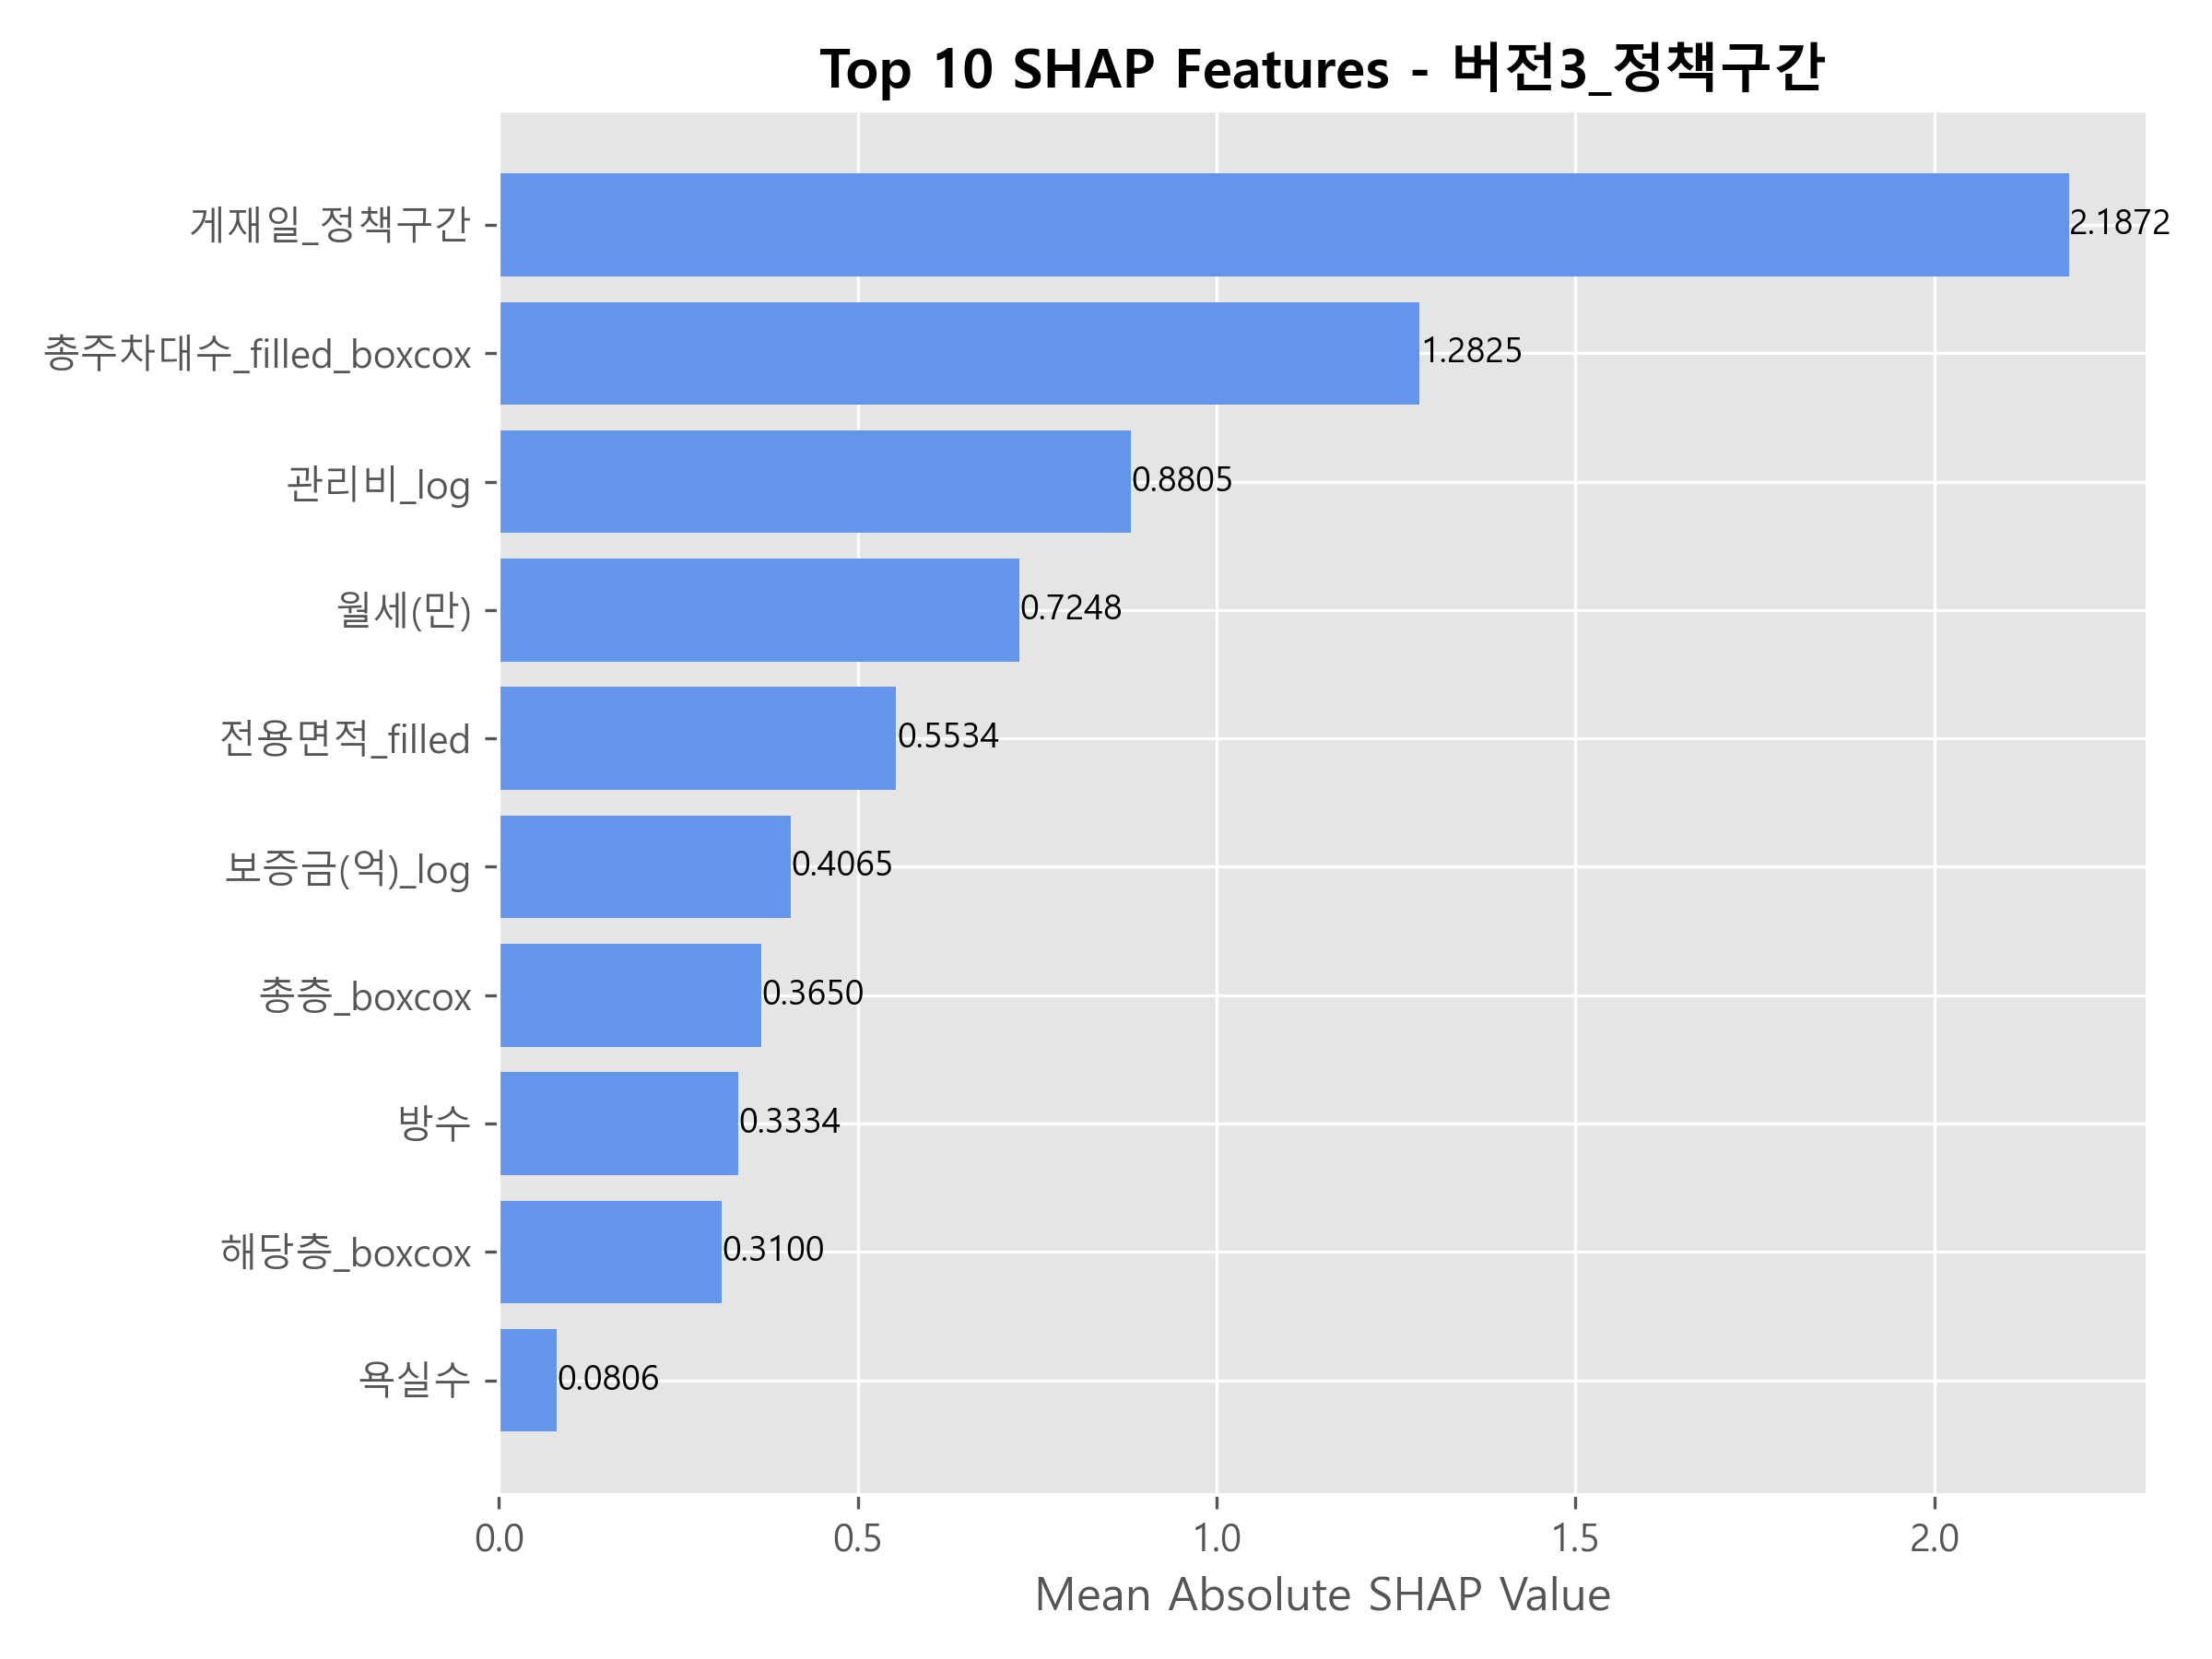 Top 10 SHAP Features - 버전3_정책구간
게재일_정책구간
2.1872
총주차대수_filled_boxcox
1.2825
관리비_log
0.8805
월세(만)
0.7248
전용면적_filled
0.5534
보증금(억)_log
0.4065
총층_boxcox
0.3650
방수
0.3334
해당층_boxcox
0.3100
욕실수
0.0806
0.0 0.5 1.0 1.5 2.0
Mean Absolute SHAP Value